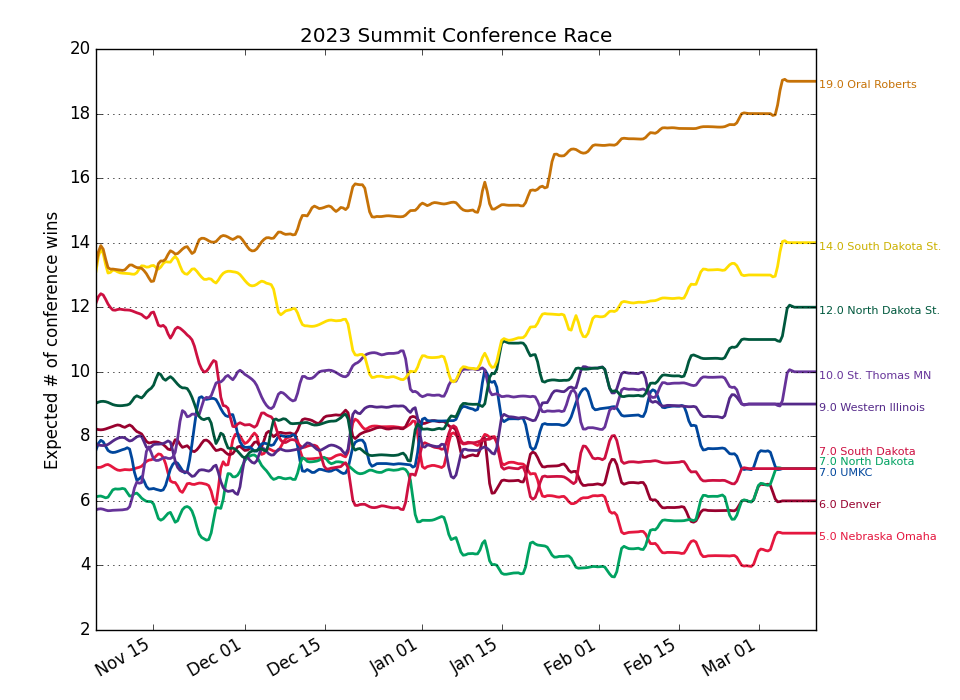 2023 Summit Conference Race
Expected # of conference wins
20
18
16
14
12
10
8
6
4
2
Nov 15
Dec 01
Dec 15
Jan 01
Jan 15
Feb 01
Feb 15
Mar 01
19.0 Oral Roberts
14.0 South Dakota St.
12.0 North Dakota St.
10.0 St. Thomas MN
9.0 Western Illinois
7.0 South Dakota
7.0 North Dakota
7.0 UMKC
6.0 Denver
5.0 Nebraska Omaha